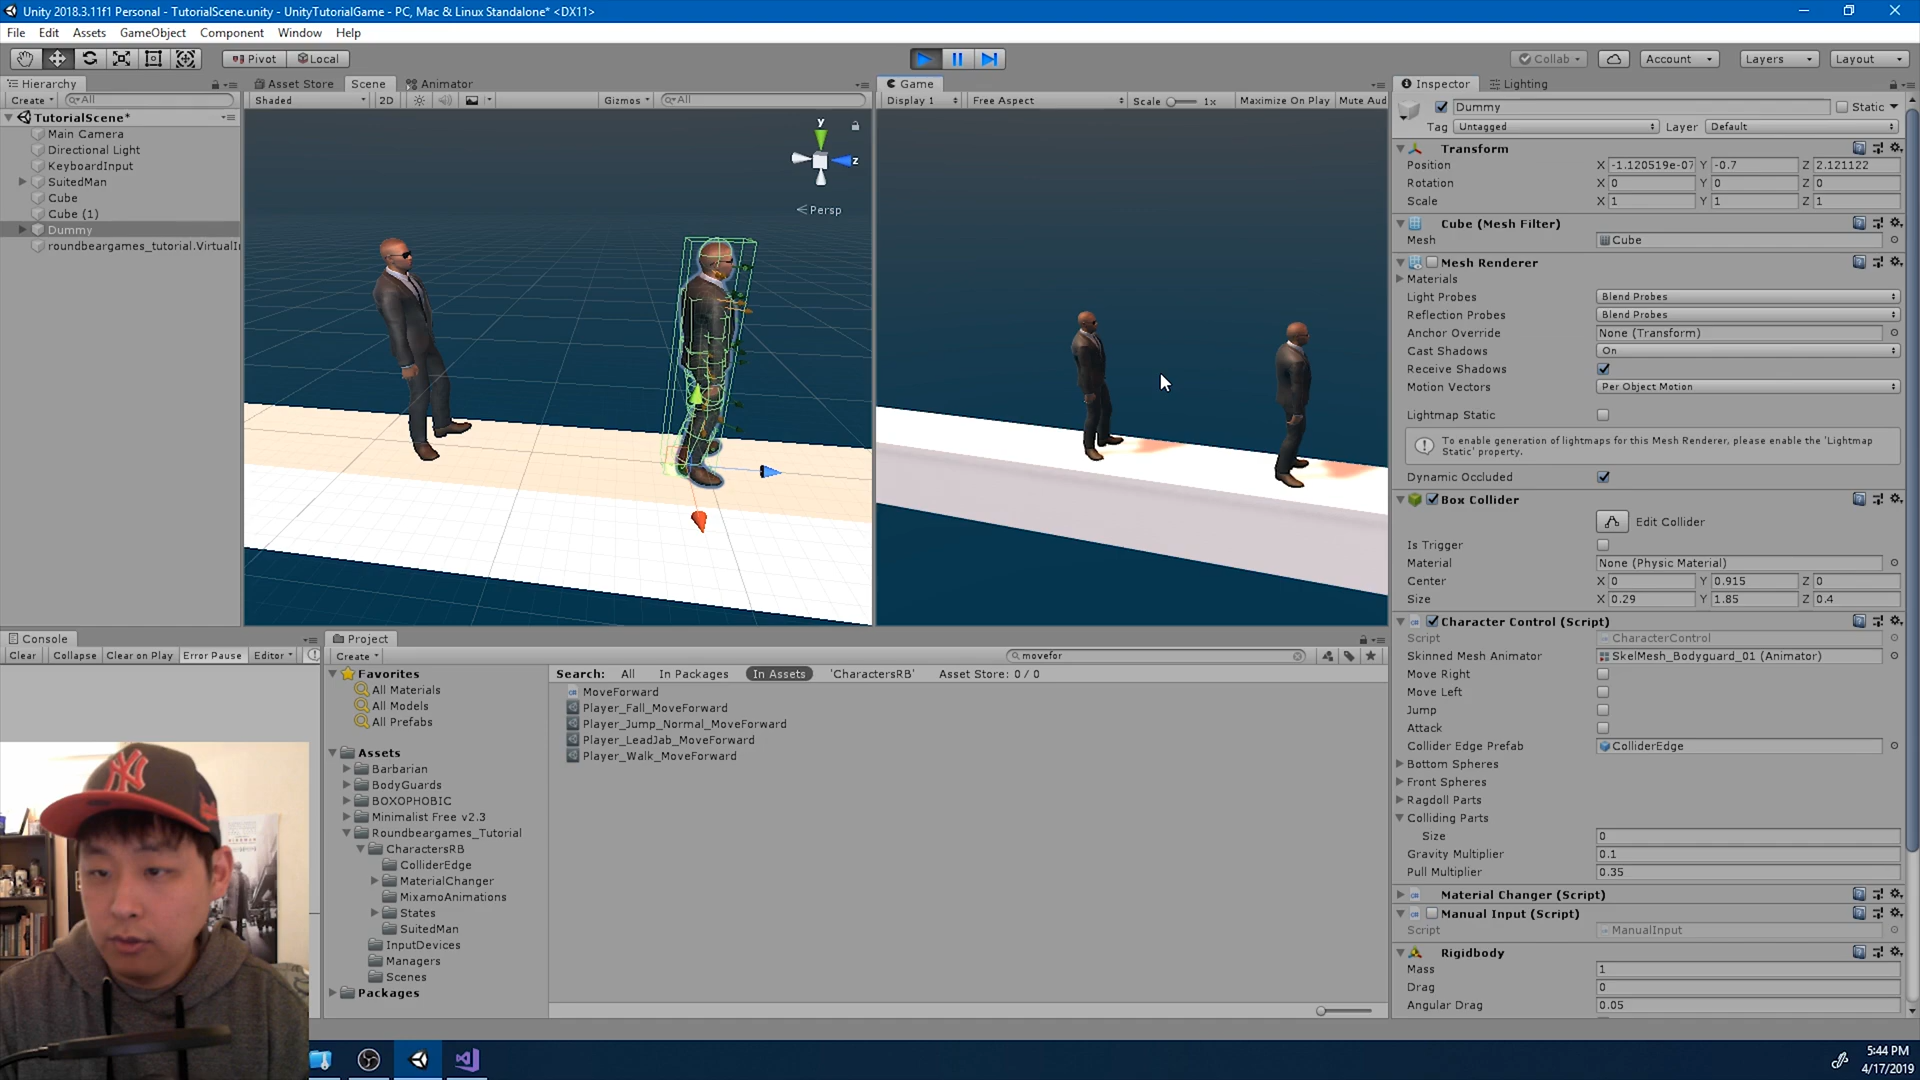 Unity 2018.3.11f1 Personal - TutorialScene.unity - UnityTutorialGame - PC, Mac & Linux Standalone* <DX11>
File Edit Assets GameObject Component Window Help
Pivot Local Collab Account Layers Layout
Hierarchy
Create All
TutorialScene*
Main Camera
Directional Light
KeyboardInput
SuitedMan
Cube
Cube (1)
Dummy
roundbeargames_tutorial.VirtualI
Asset Store Scene Animator
Shaded 2D Gizmos All
y
z
Persp
Game
Display 1 Free Aspect Scale 1x Maximize On Play Mute Aud
Inspector Lighting
Dummy Static
Tag Untagged Layer Default
Transform
Position X -1.120519e-07 Y -0.7 Z 2.121122
Rotation X 0 Y 0 Z 0
Scale X 1 Y 1 Z 1
Cube (Mesh Filter)
Mesh Cube
Mesh Renderer
Materials
Light Probes Blend Probes
Reflection Probes Blend Probes
Anchor Override None (Transform)
Cast Shadows On
Receive Shadows
Motion Vectors Per Object Motion
Lightmap Static
To enable generation of lightmaps for this Mesh Renderer, please enable the 'Lightmap
Static' property.
Dynamic Occluded
Box Collider
Edit Collider
Is Trigger
Material None (Physic Material)
Center X 0 Y 0.915 Z 0
Size X 0.29 Y 1.85 Z 0.4
Character Control (Script)
Script CharacterControl
Skinned Mesh Animator SkelMesh_Bodyguard_01 (Animator)
Move Right
Move Left
Jump
Attack
Collider Edge Prefab ColliderEdge
Bottom Spheres
Front Spheres
Ragdoll Parts
Colliding Parts
Size 0
Gravity Multiplier 0.1
Pull Multiplier 0.35
Material Changer (Script)
Manual Input (Script)
Script ManualInput
Rigidbody
Mass 1
Drag 0
Angular Drag 0.05
Console
Clear Collapse Clear on Play Error Pause Editor
Project
Create movefor
Favorites
All Materials
All Models
All Prefabs
Assets
Barbarian
BodyGuards
BOXOPHOBIC
Minimalist Free v2.3
Roundbeargames_Tutorial
CharactersRB
ColliderEdge
MaterialChanger
MixamoAnimations
States
SuitedMan
InputDevices
Managers
Scenes
Packages
Search: All In Packages In Assets 'CharactersRB' Asset Store: 0 / 0
MoveForward
Player_Fall_MoveForward
Player_Jump_Normal_MoveForward
Player_LeadJab_MoveForward
Player_Walk_MoveForward
5:44 PM
4/17/2019